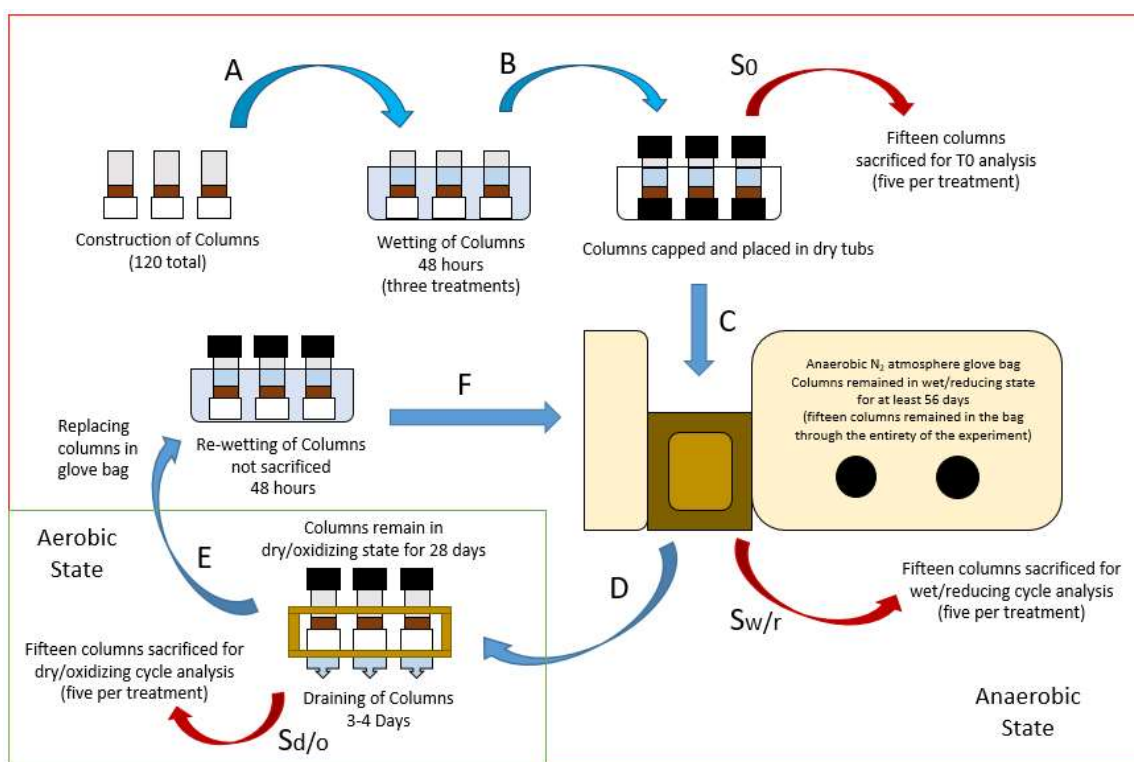 A
B
S0
Construction of Columns
(120 total)
Wetting of Columns
48 hours
(three treatments)
Columns capped and placed in dry tubs
Fifteen columns
sacrificed for T0 analysis
(five per treatment)
C
Anaerobic N₂ atmosphere glove bag
Columns remained in wet/reducing state
for at least 56 days
(fifteen columns remained in the bag
through the entirety of the experiment)
F
Replacing
columns in
glove bag
Re-wetting of Columns
not sacrificed
48 hours
Aerobic
State
E
Columns remain in
dry/oxidizing state for 28 days
D
Sw/r
Fifteen columns sacrificed for
wet/reducing cycle analysis
(five per treatment)
Fifteen columns sacrificed for
dry/oxidizing cycle analysis
(five per treatment)
Draining of Columns
3-4 Days
Sd/o
Anaerobic
State